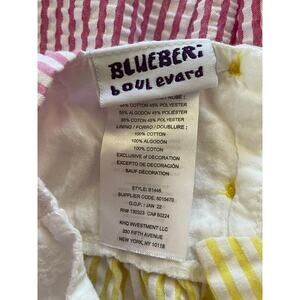 BLUEBERi
boulevard
55% COTTON 45% POLYESTER
55% ALGODÓN 45% POLIÉSTER
55% COTON 45% POLYESTER
LINING / FORRO / DOUBLURE :
100% COTTON
100% ALGODÓN
100% COTON
EXCLUSIVE of DECORATION
EXCEPTO DE DECORACIÓN
SAUF DÉCORATION
STYLE: B1446
SUPPLIER CODE: 8015470
D.O.P. : JAN 22
RN# 130323 CA# 50224
KHQ INVESTMENT LLC
330 FIFTH AVENUE
NEW YORK, NY 10118